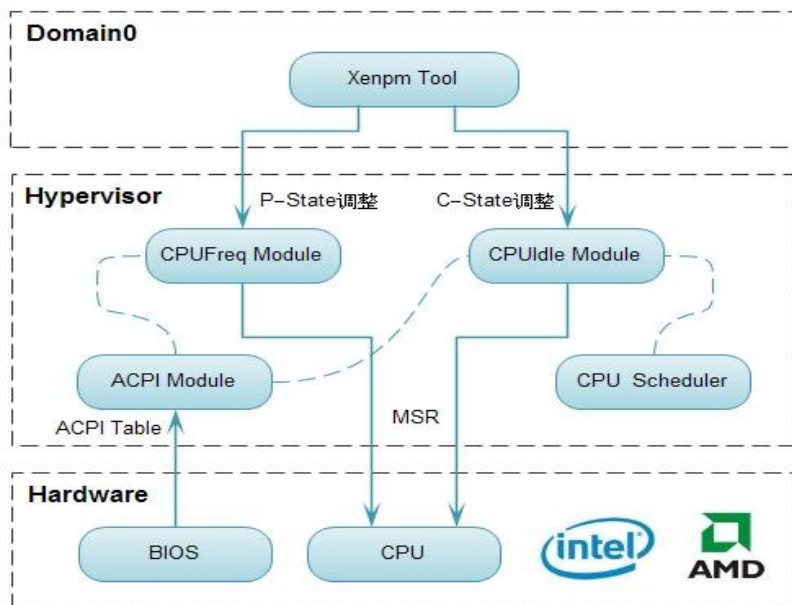 Domain0
Xenpm Tool
Hypervisor
P-State调整
C-State调整
CPUFreq Module
CPUIdle Module
ACPI Module
CPU Scheduler
ACPI Table
MSR
Hardware
BIOS
CPU
intel
AMD